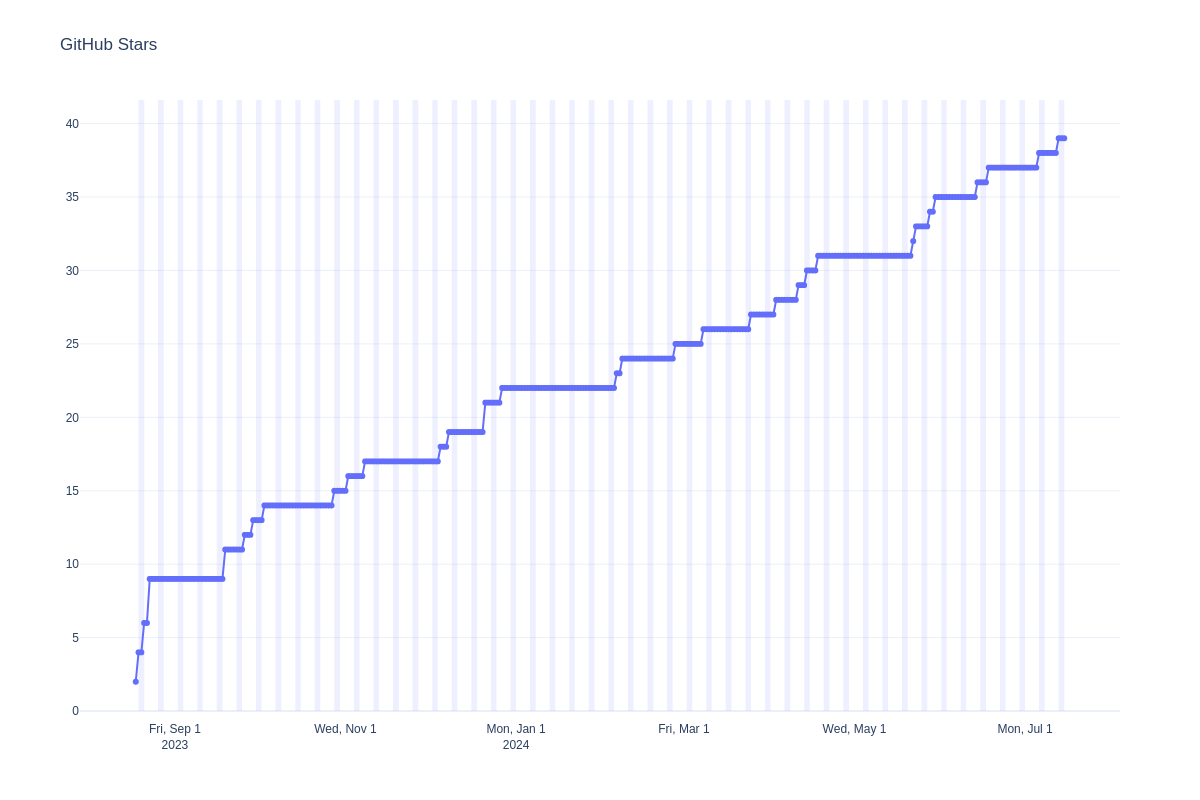 GitHub Stars
40
35
30
25
20
15
10
5
0
Fri, Sep 1
2023
Wed, Nov 1
Mon, Jan 1
2024
Fri, Mar 1
Wed, May 1
Mon, Jul 1